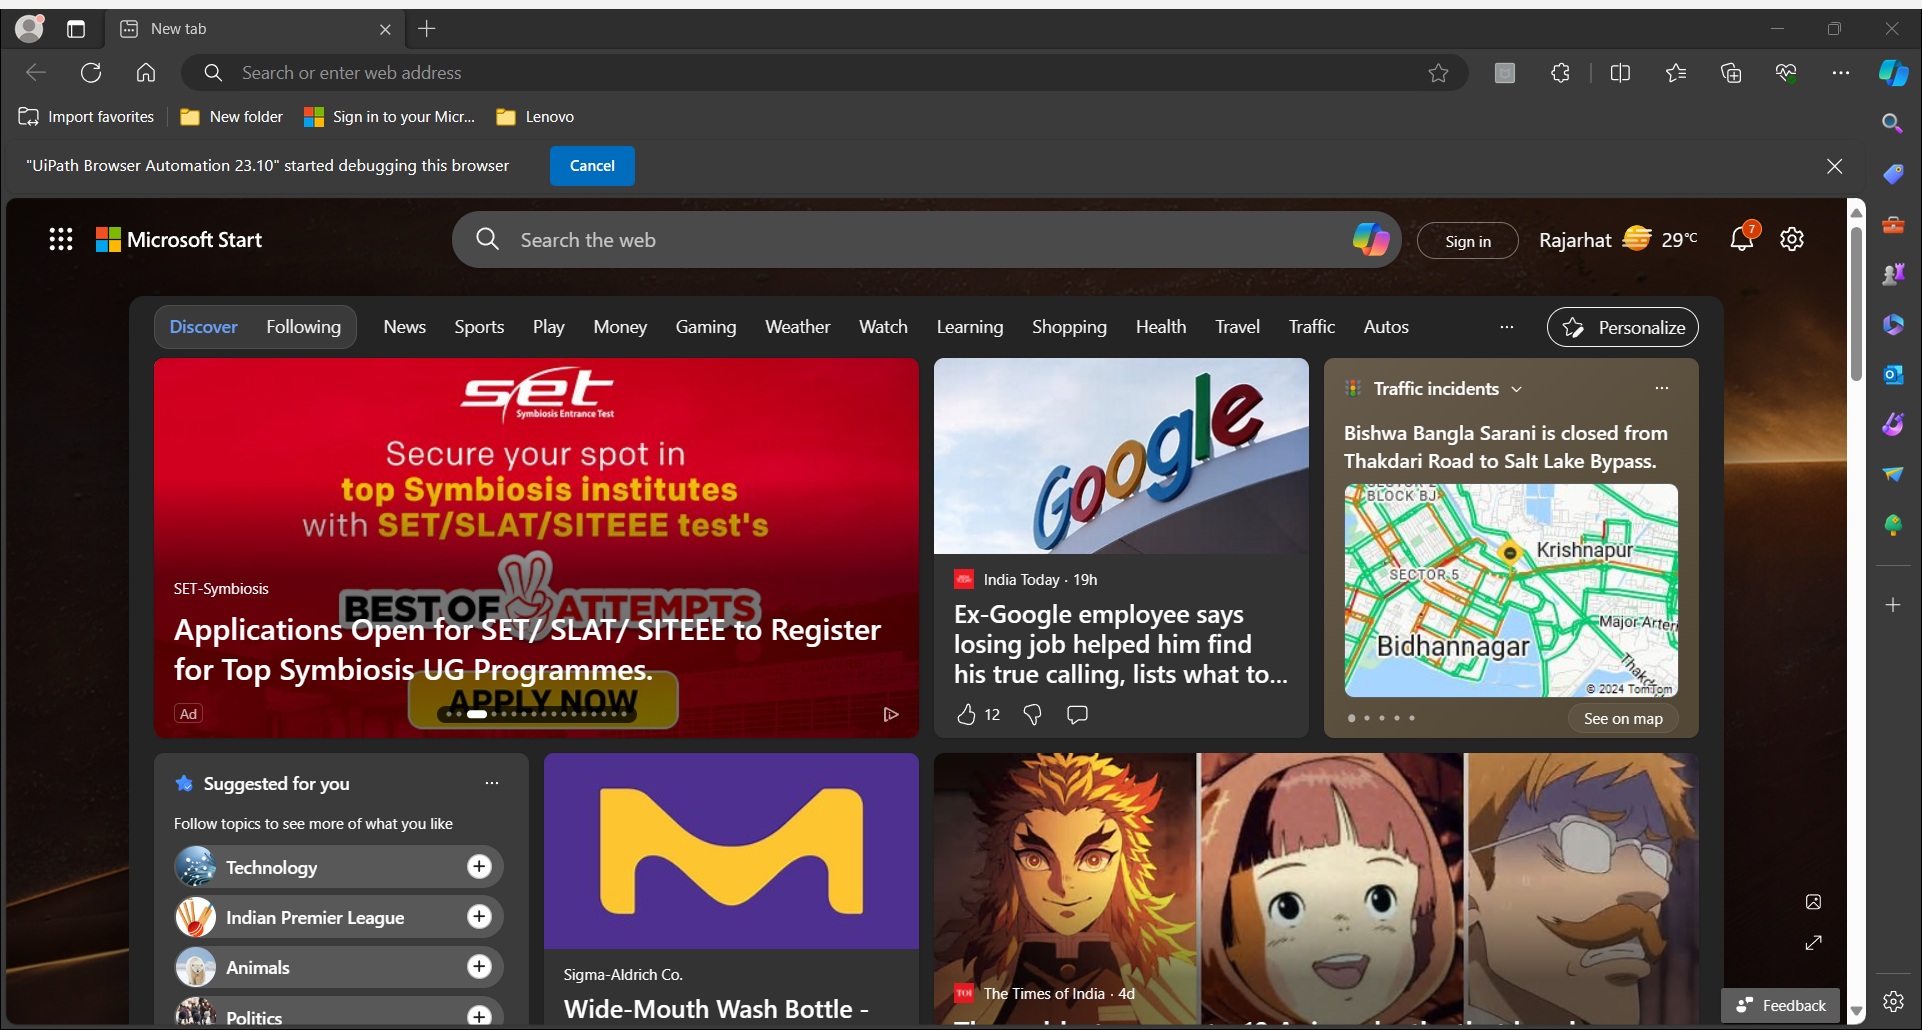 New tab
Search or enter web address
Import favorites
New folder
Sign in to your Micr...
Lenovo
"UiPath Browser Automation 23.10" started debugging this browser
Cancel
Microsoft Start
Search the web
Sign in
Rajarhat
29°C
7
Discover
Following
News
Sports
Play
Money
Gaming
Weather
Watch
Learning
Shopping
Health
Travel
Traffic
Autos
Personalize
set
Symbiosis Entrance Test
Secure your spot in
top Symbiosis institutes
with SET/SLAT/SITEEE test's
BEST OF ATTEMPTS
SET-Symbiosis
Applications Open for SET/ SLAT/ SITEEE to Register
for Top Symbiosis UG Programmes.
APPLY NOW
Ad
Google
India Today · 19h
Ex-Google employee says
losing job helped him find
his true calling, lists what to...
12
Traffic incidents
Bishwa Bangla Sarani is closed from
Thakdari Road to Salt Lake Bypass.
SECTOR 2
BLOCK BJ
Krishnapur
SECTOR 5
Major Arteri
Bidhannagar
Thakd
© 2024 TomTom
See on map
Suggested for you
Follow topics to see more of what you like
Technology
Indian Premier League
Animals
Politics
Sigma-Aldrich Co.
Wide-Mouth Wash Bottle -
TOI
The Times of India · 4d
Feedback